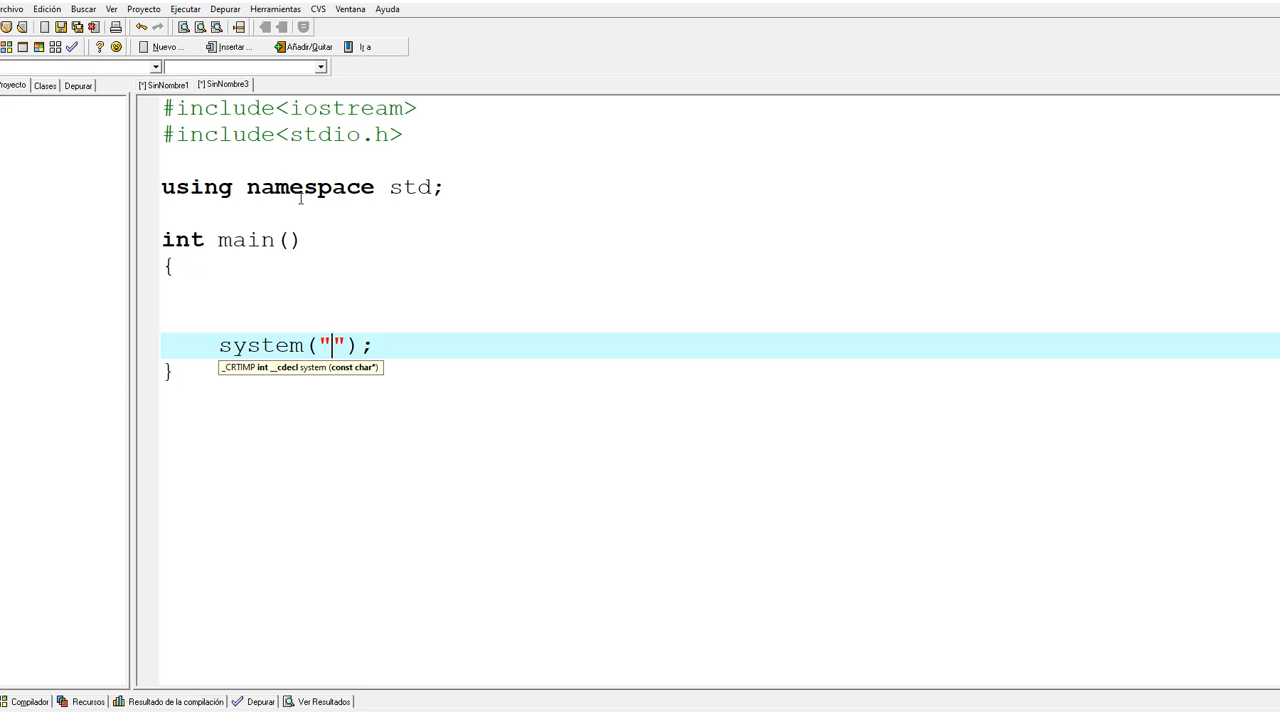 rchivo Edición Buscar Ver Proyecto Ejecutar Depurar Herramientas CVS Ventana Ayuda
Nuevo ... Insertar ... Añadir/Quitar Ir a
royecto Clases Depurar [*] SinNombre1 [*] SinNombre3
#include<iostream>
#include<stdio.h>
using namespace std;
int main()
{
system("");
_CRTIMP int __cdecl system (const char*)
}
Compilador Recursos Resultado de la compilación Depurar Ver Resultados